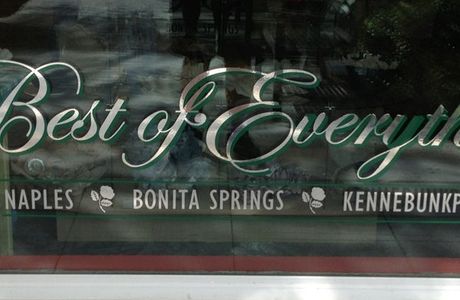 Best of Everyth
NAPLES BONITA SPRINGS KENNEBUNKP